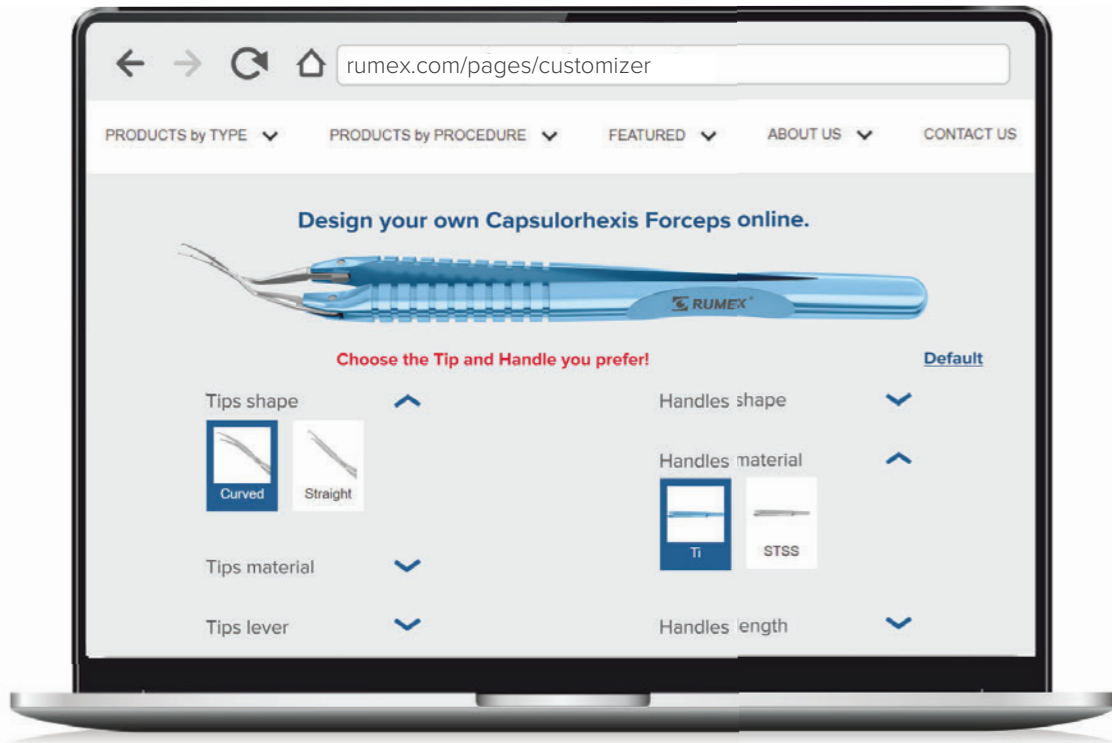 rumex.com/pages/customizer
PRODUCTS by TYPE
PRODUCTS by PROCEDURE
FEATURED
ABOUT US
CONTACT US
Design your own Capsulorhexis Forceps online.
RUMEX
Choose the Tip and Handle you prefer!
Default
Tips shape
Curved
Straight
Tips material
Tips lever
Handles shape
Handles material
Ti
STSS
Handles length